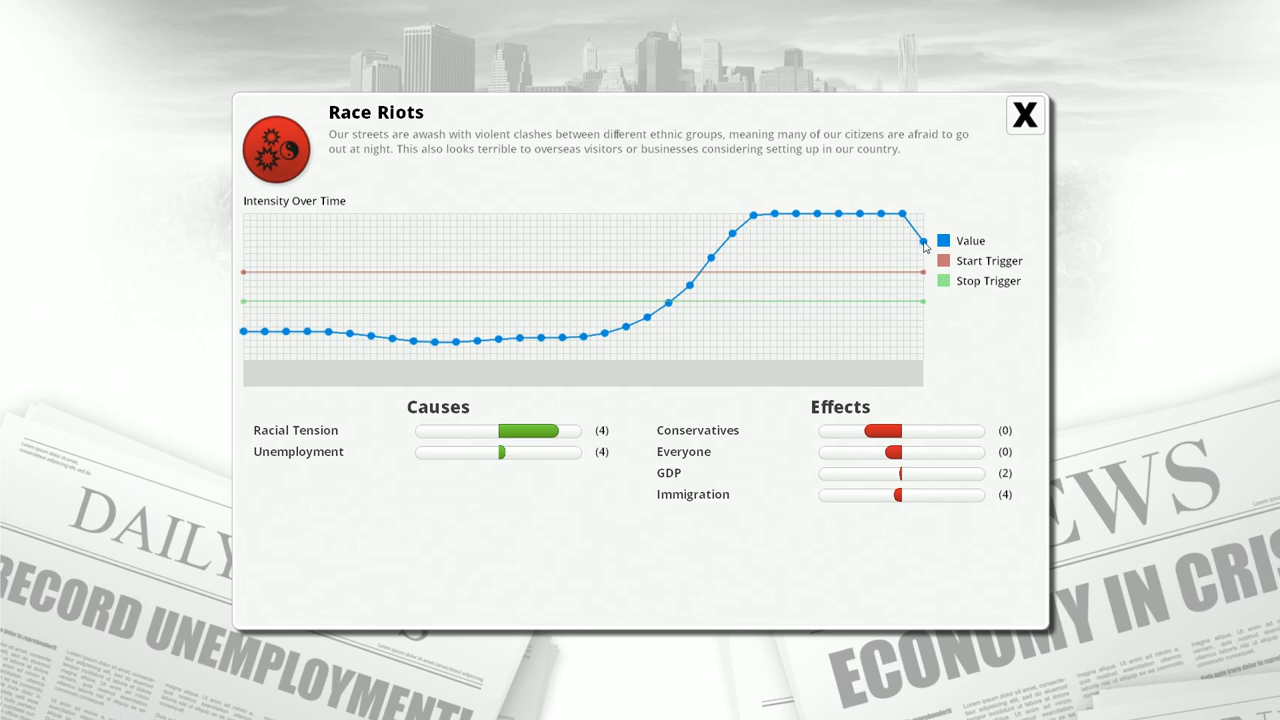 Race Riots
X
Our streets are awash with violent clashes between different ethnic groups, meaning many of our citizens are afraid to go
out at night. This also looks terrible to overseas visitors or businesses considering setting up in our country.
Intensity Over Time
Value
Start Trigger
Stop Trigger
Causes
Racial Tension (4)
Unemployment (4)
Effects
Conservatives (0)
Everyone (0)
GDP (2)
Immigration (4)
DAILY
RECORD UNEMPLOYMENT!
EWS
ECONOMY IN CRIS